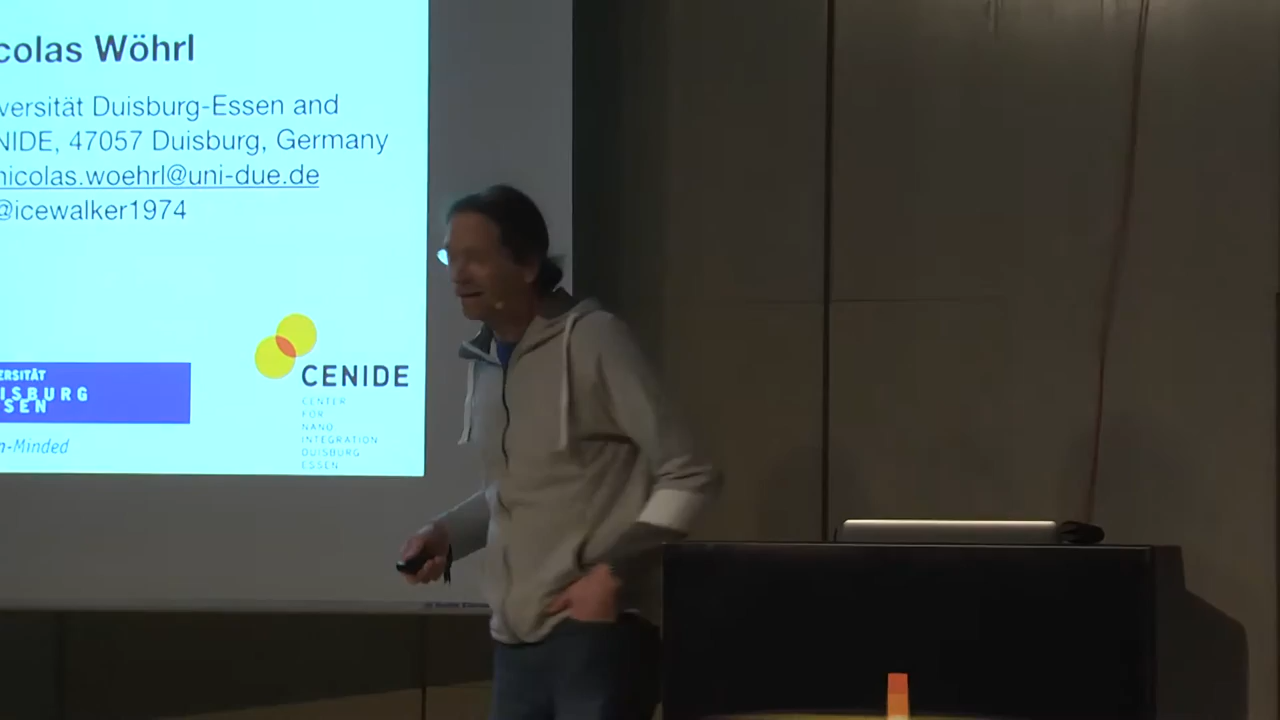 colas Wöhrl
versität Duisburg-Essen and
NIDE, 47057 Duisburg, Germany
nicolas.woehrl@uni-due.de
@icewalker1974
ERSITÄT
ISBURG
SSEN
n-Minded
CENIDE
CENTER
FOR
NANO
INTEGRATION
DUISBURG
ESSEN